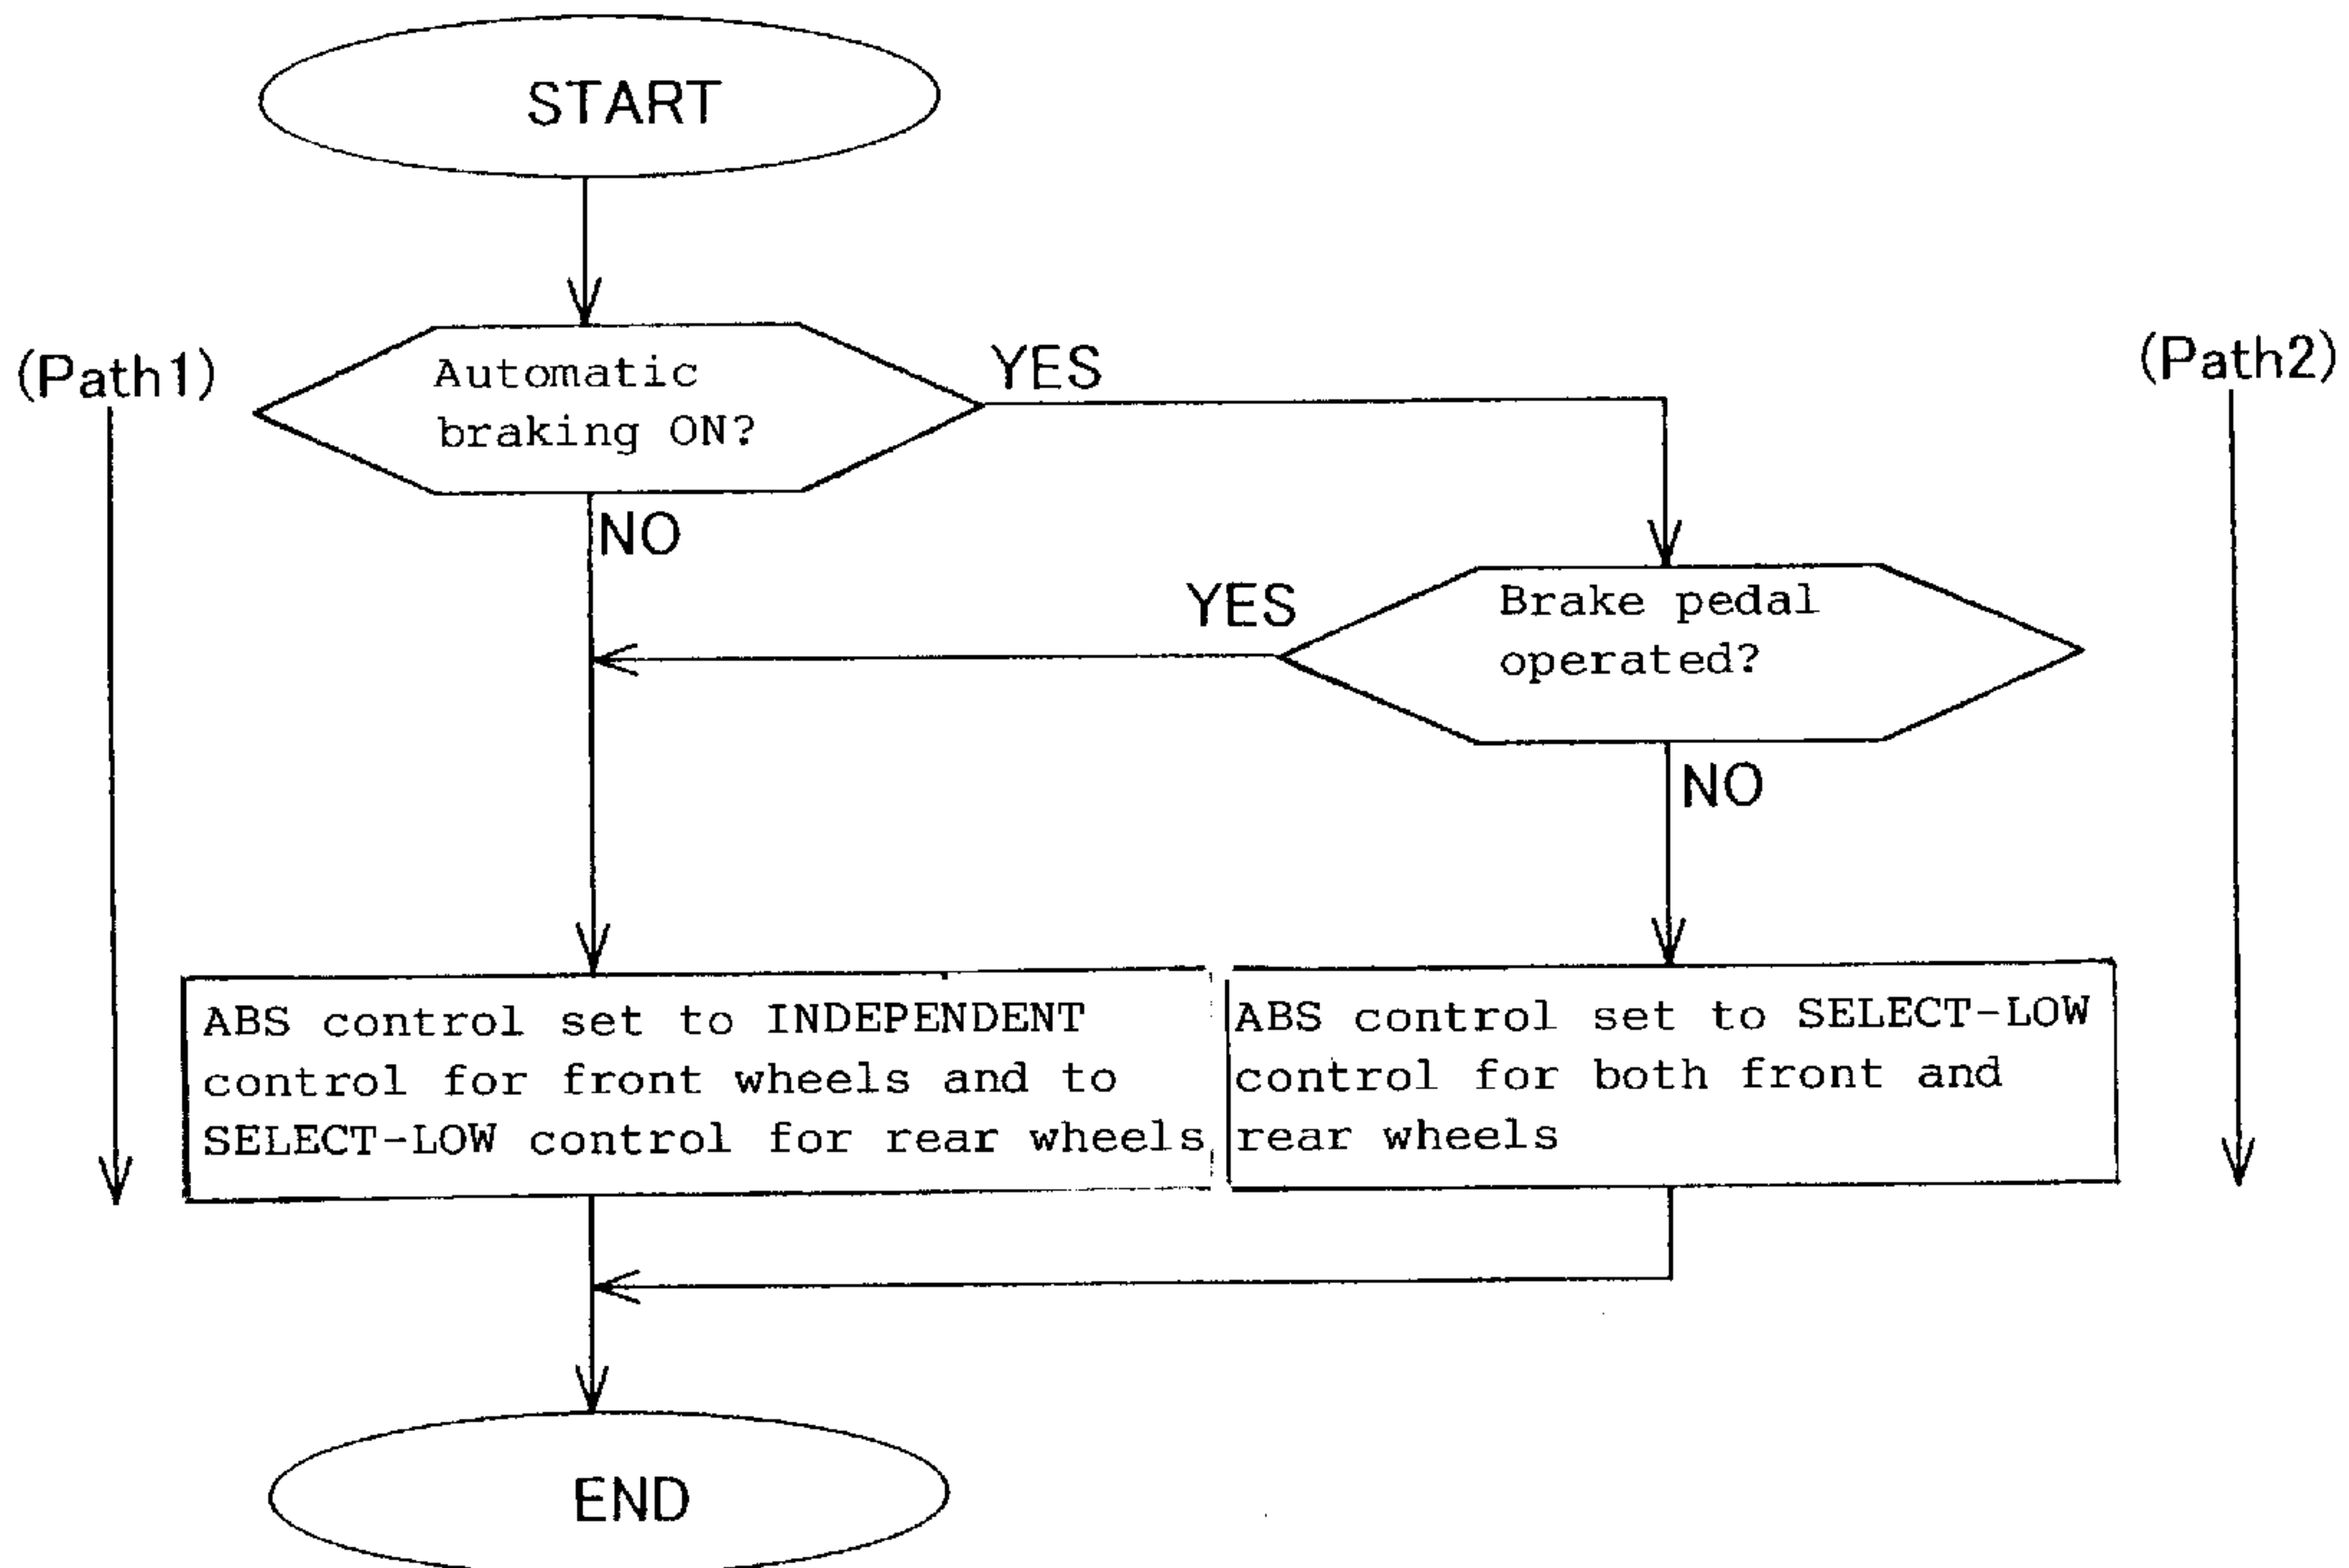 START
(Path1)
Automatic
braking ON?
YES
(Path2)
NO
YES
Brake pedal
operated?
NO
ABS control set to INDEPENDENT
control for front wheels and to
SELECT-LOW control for rear wheels
ABS control set to SELECT-LOW
control for both front and
rear wheels
END